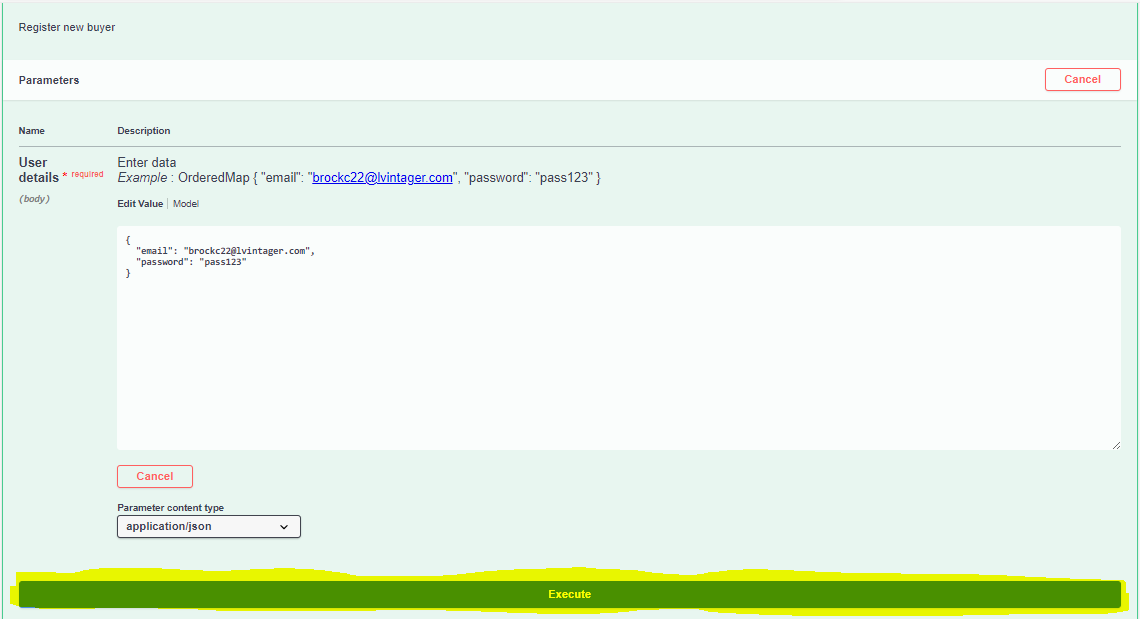 Register new buyer
Parameters
Cancel
Name
Description
User details * required
(body)
Enter data
Example : OrderedMap { "email": "brockc22@lvintager.com", "password": "pass123" }
Edit Value | Model
{
  "email": "brockc22@lvintager.com",
  "password": "pass123"
}
Cancel
Parameter content type
application/json
Execute